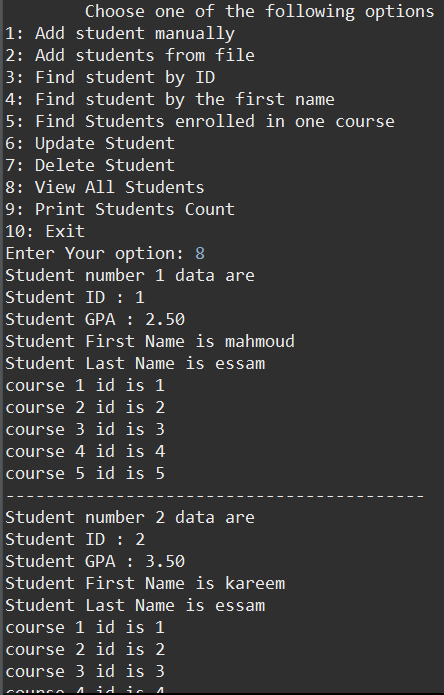 Choose one of the following options
1: Add student manually
2: Add students from file
3: Find student by ID
4: Find student by the first name
5: Find Students enrolled in one course
6: Update Student
7: Delete Student
8: View All Students
9: Print Students Count
10: Exit
Enter Your option: 8
Student number 1 data are
Student ID : 1
Student GPA : 2.50
Student First Name is mahmoud
Student Last Name is essam
course 1 id is 1
course 2 id is 2
course 3 id is 3
course 4 id is 4
course 5 id is 5
------------------------------------------
Student number 2 data are
Student ID : 2
Student GPA : 3.50
Student First Name is kareem
Student Last Name is essam
course 1 id is 1
course 2 id is 2
course 3 id is 3
course 4 id is 4